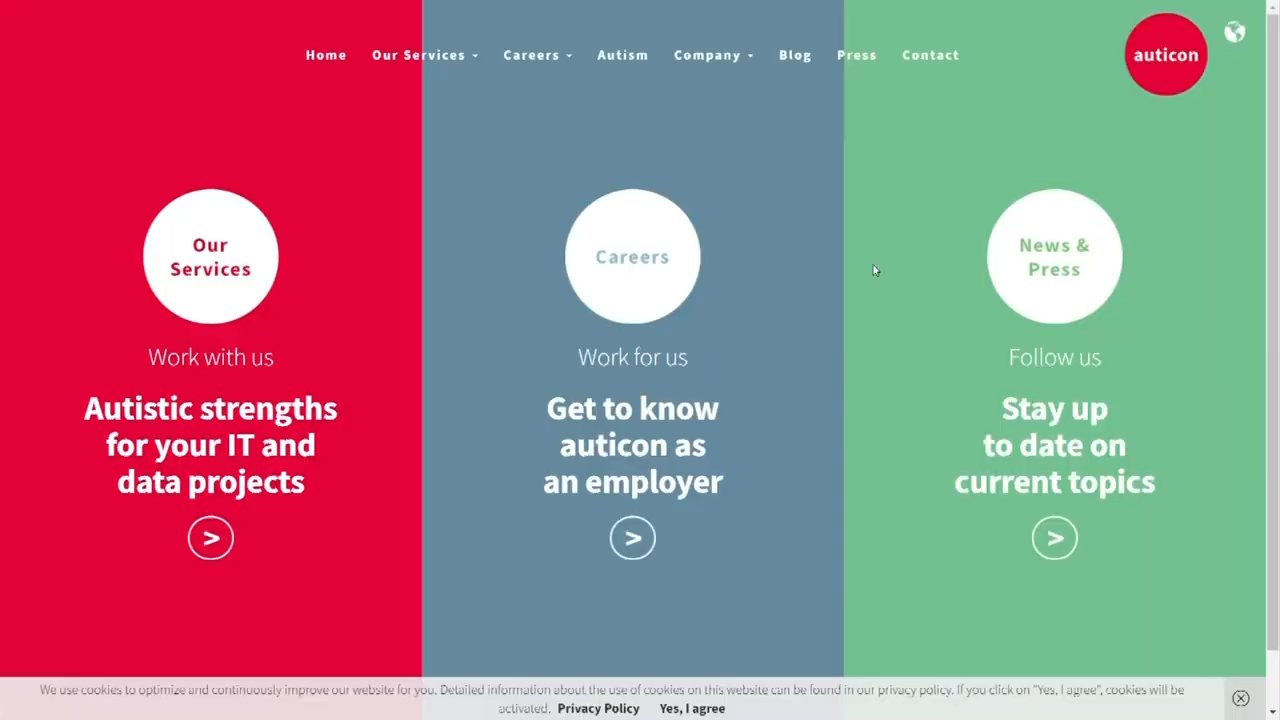 Home Our Services Careers Autism Company Blog Press Contact
auticon
Our
Services
Work with us
Autistic strengths
for your IT and
data projects
>
Careers
Work for us
Get to know
auticon as
an employer
>
News &
Press
Follow us
Stay up
to date on
current topics
>
We use cookies to optimize and continuously improve our website for you. Detailed information about the use of cookies on this website can be found in our privacy policy. If you click on "Yes, I agree", cookies will be
activated. Privacy Policy Yes, I agree